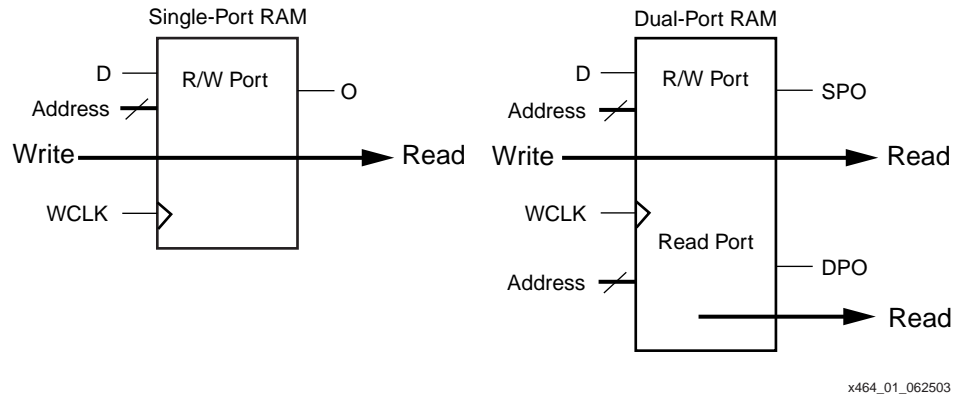 Single-Port RAM
D
R/W Port
O
Address
Write
Read
WCLK
Dual-Port RAM
D
R/W Port
SPO
Address
Write
Read
WCLK
Read Port
DPO
Address
Read
x464_01_062503